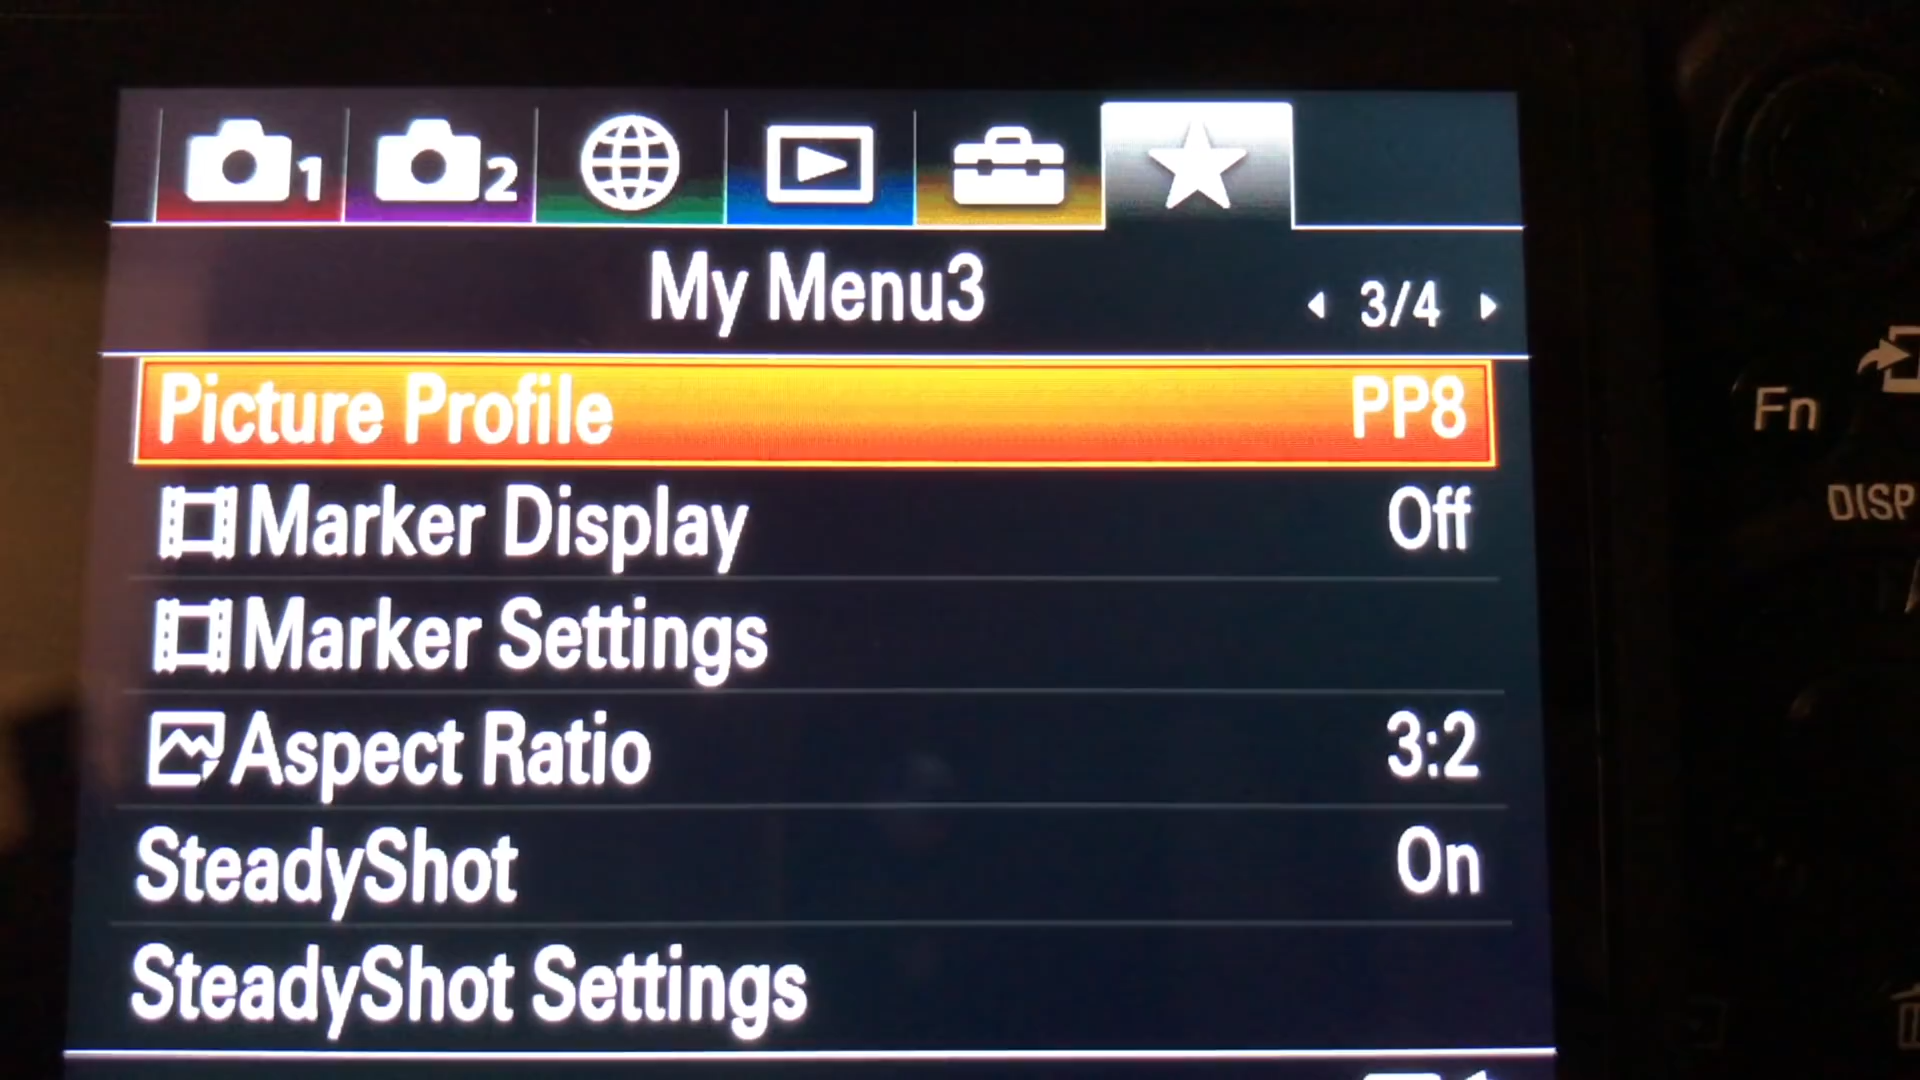 1 2
My Menu3
3/4
Picture Profile PP8
Marker Display Off
Marker Settings
Aspect Ratio 3:2
SteadyShot On
SteadyShot Settings
Fn
DISP